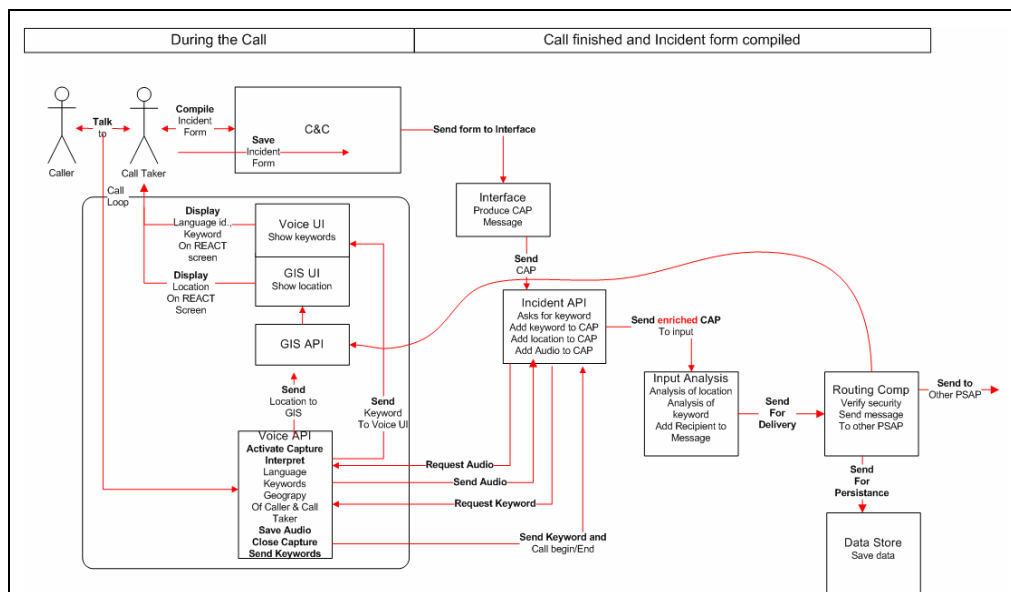 During the Call
Call finished and Incident form compiled
Caller
Talk
to
Call Taker
Compile
Incident
Form
C&C
Save
Incident
Form
Send form to Interface
Interface
Produce CAP
Message
Send
CAP
Call
Loop
Display
Language id.,
Keyword
On REACT
screen
Voice UI
Show keywords
Display
Location
On REACT
Screen
GIS UI
Show location
GIS API
Send
Location to
GIS
Send
Keyword
To Voice UI
Voice API
Activate Capture
Interpret
Language
Keywords
Geograpy
Of Caller & Call
Taker
Save Audio
Close Capture
Send Keywords
Incident API
Asks for keyword
Add keyword to CAP
Add location to CAP
Add Audio to CAP
Send enriched CAP
To input
Request Audio
Send Audio
Request Keyword
Send Keyword and
Call begin/End
Input Analysis
Analysis of location
Analysis of
keyword
Add Recipient to
Message
Send
For
Delivery
Routing Comp
Verify security
Send message
To other PSAP
Send to
Other PSAP
Send
For
Persistance
Data Store
Save data